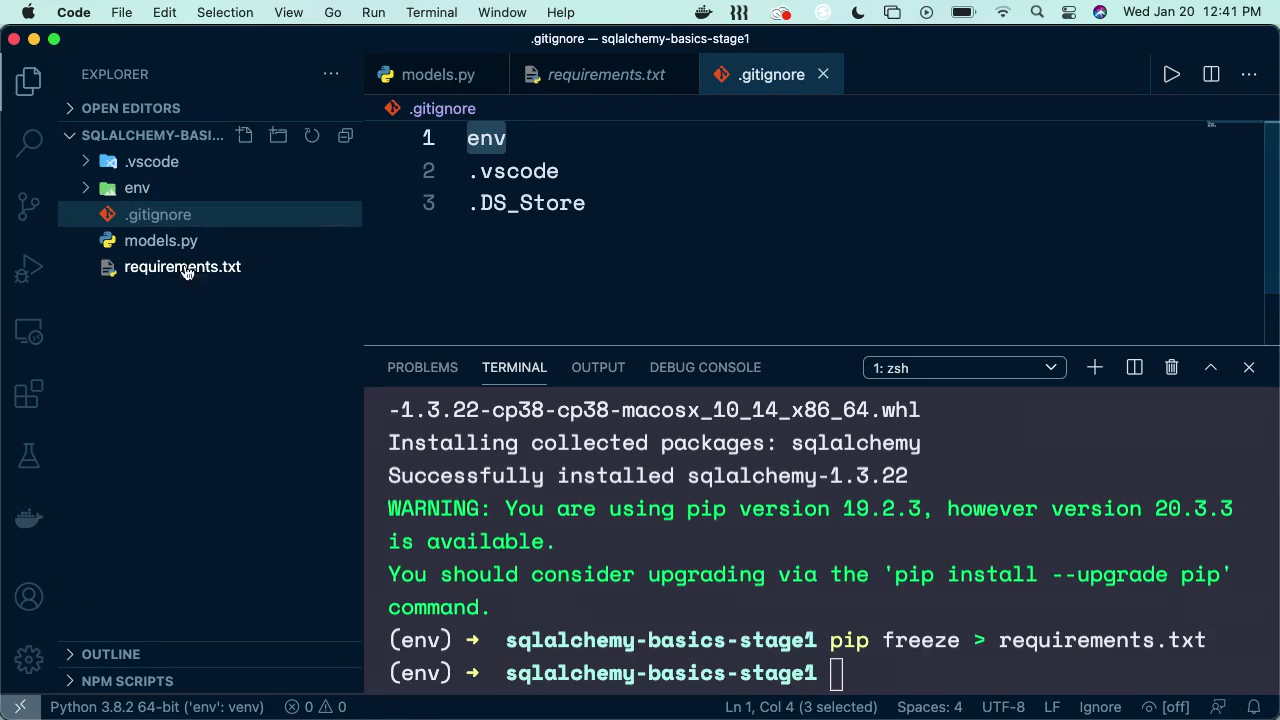 Code File Edit Selection View Go Run Terminal Window Help Wed Jan 20 12:41 PM
.gitignore — sqlalchemy-basics-stage1
EXPLORER
models.py requirements.txt .gitignore
OPEN EDITORS
.gitignore
SQLALCHEMY-BASI...
1 env
.vscode
2 .vscode
env
3 .DS_Store
.gitignore
models.py
requirements.txt
PROBLEMS TERMINAL OUTPUT DEBUG CONSOLE 1: zsh
-1.3.22-cp38-cp38-macosx_10_14_x86_64.whl
Installing collected packages: sqlalchemy
Successfully installed sqlalchemy-1.3.22
WARNING: You are using pip version 19.2.3, however version 20.3.3
is available.
You should consider upgrading via the 'pip install --upgrade pip'
command.
(env) → sqlalchemy-basics-stage1 pip freeze > requirements.txt
(env) → sqlalchemy-basics-stage1
OUTLINE
NPM SCRIPTS
Python 3.8.2 64-bit ('env': venv) 0 0 Ln 1, Col 4 (3 selected) Spaces: 4 UTF-8 LF Ignore [off]